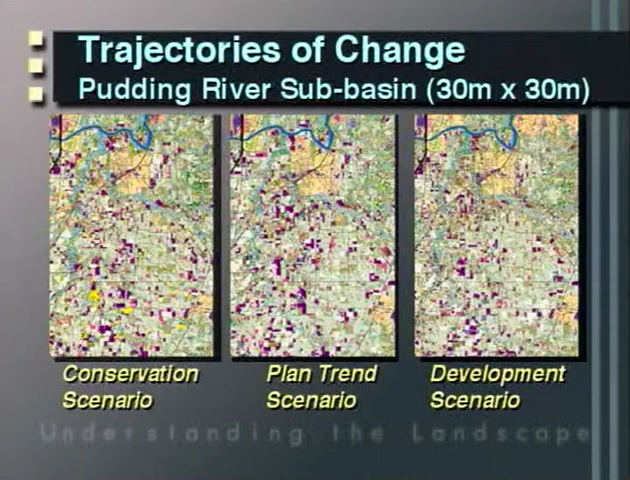 Trajectories of Change
Pudding River Sub-basin (30m x 30m)
Conservation
Scenario
Plan Trend
Scenario
Development
Scenario
Understanding the Landscape